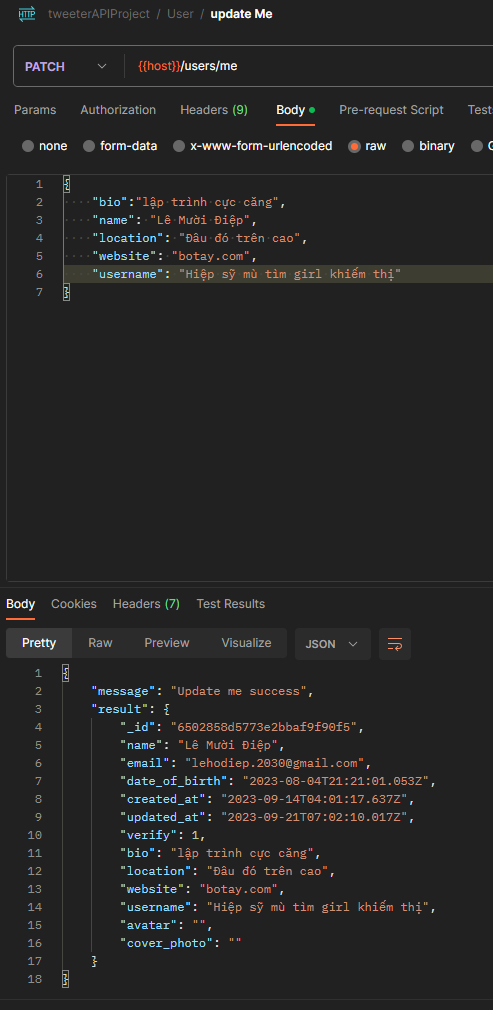 HTTP tweeterAPIProject / User / update Me
PATCH {{host}}/users/me
Params Authorization Headers (9) Body Pre-request Script Tests
none form-data x-www-form-urlencoded raw binary G
1 {
2 "bio":"lập trình cực căng",
3 "name": "Lê Mười Điệp",
4 "location": "Đâu đó trên cao",
5 "website": "botay.com",
6 "username": "Hiệp sỹ mù tìm girl khiếm thị"
7 }
Body Cookies Headers (7) Test Results
Pretty Raw Preview Visualize JSON
1 {
2 "message": "Update me success",
3 "result": {
4 "_id": "6502858d5773e2bbaf9f90f5",
5 "name": "Lê Mười Điệp",
6 "email": "lehodiep.2030@gmail.com",
7 "date_of_birth": "2023-08-04T21:21:01.053Z",
8 "created_at": "2023-09-14T04:01:17.637Z",
9 "updated_at": "2023-09-21T07:02:10.017Z",
10 "verify": 1,
11 "bio": "lập trình cực căng",
12 "location": "Đâu đó trên cao",
13 "website": "botay.com",
14 "username": "Hiệp sỹ mù tìm girl khiếm thị",
15 "avatar": "",
16 "cover_photo": ""
17 }
18 }